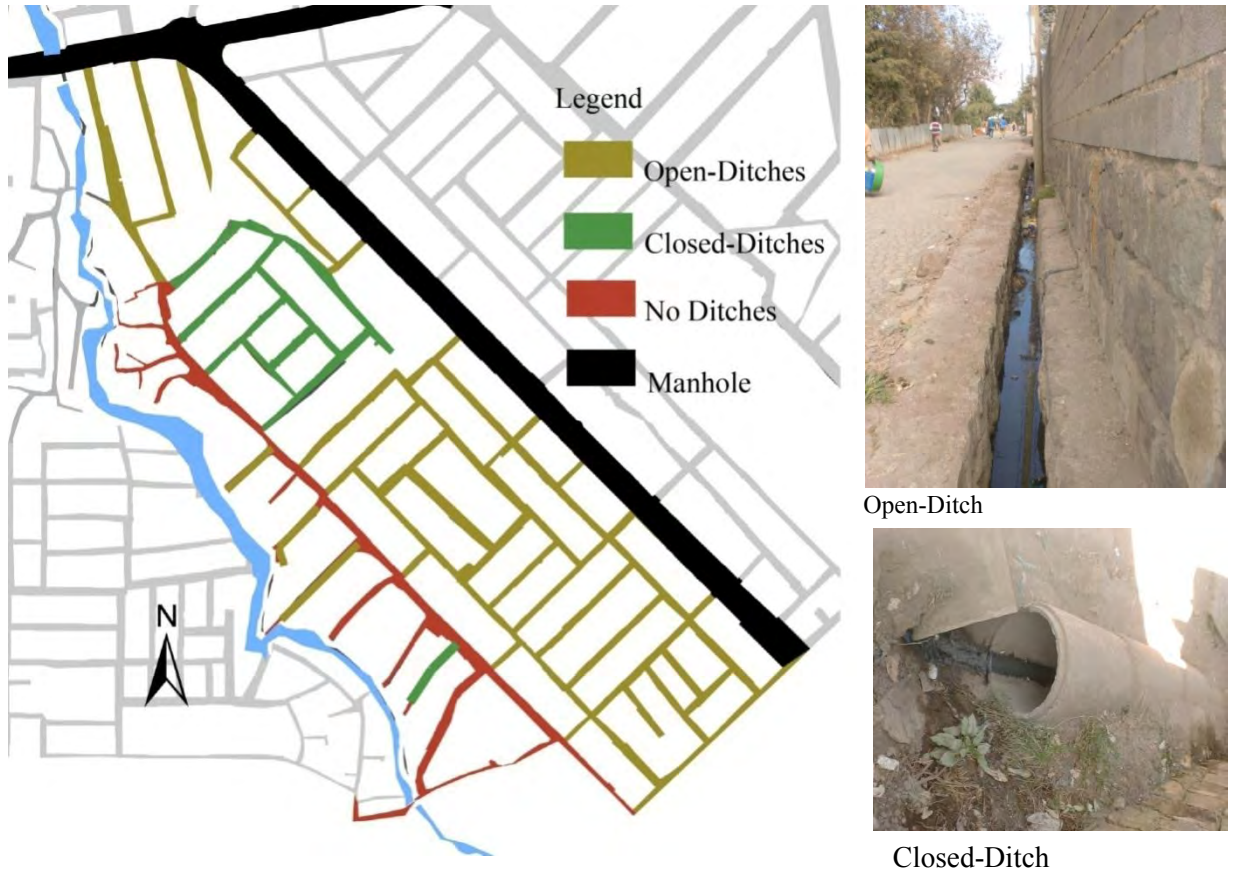 Legend
Open-Ditches
Closed-Ditches
No Ditches
Manhole
N
Open-Ditch
Closed-Ditch